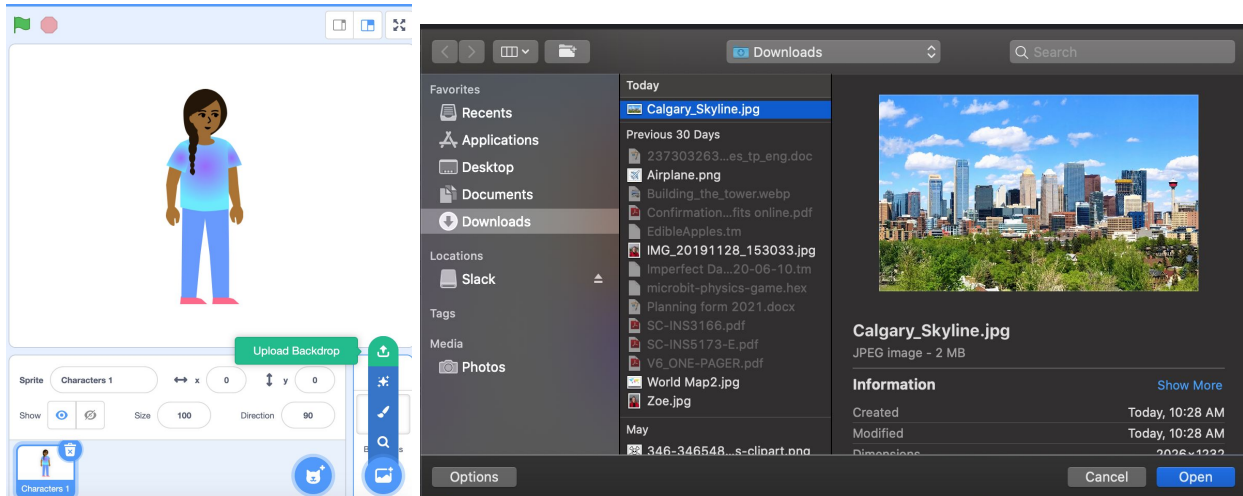 Upload Backdrop
Sprite Characters 1 x 0 y 0
Show Size 100 Direction 90
Characters 1
Downloads
Search
Favorites
Recents
Applications
Desktop
Documents
Downloads
Locations
Slack
Tags
Media
Photos
Today
Calgary_Skyline.jpg
Previous 30 Days
237303263...es_tp_eng.doc
Airplane.png
Building_the_tower.webp
Confirmation...fits online.pdf
EdibleApples.tm
IMG_20191128_153033.jpg
Imperfect Da...20-06-10.tm
microbit-physics-game.hex
Planning form 2021.docx
SC-INS3166.pdf
SC-INS5173-E.pdf
V6_ONE-PAGER.pdf
World Map2.jpg
Zoe.jpg
May
346-346548...s-clipart.png
Calgary_Skyline.jpg
JPEG image - 2 MB
Information Show More
Created Today, 10:28 AM
Modified Today, 10:28 AM
Dimensions 2026×1232
Options
Cancel
Open